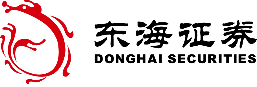 东海证券
DONGHAI SECURITIES